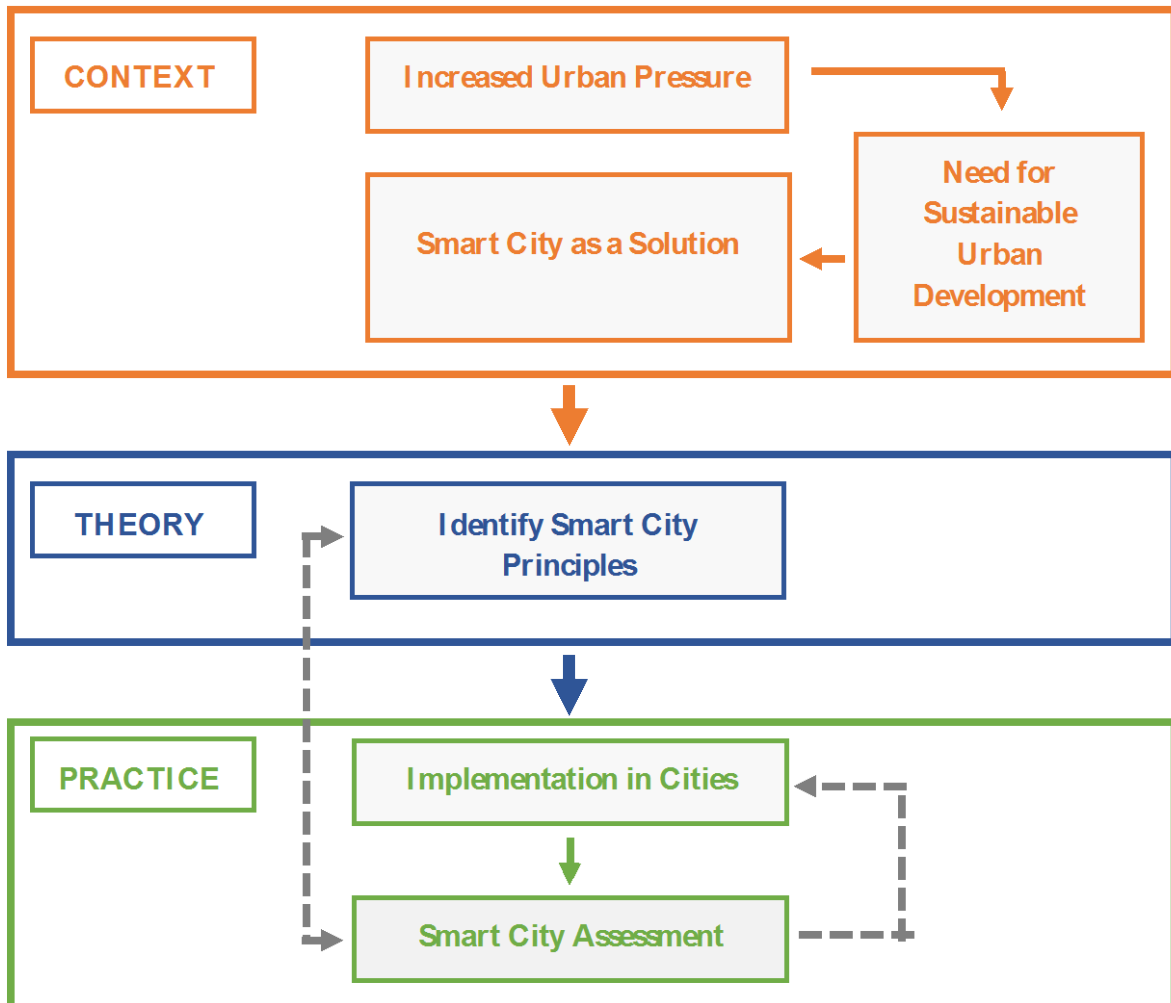 CONTEXT
Increased Urban Pressure
Need for
Sustainable
Urban
Development
Smart City as a Solution
THEORY
Identify Smart City
Principles
PRACTICE
Implementation in Cities
Smart City Assessment